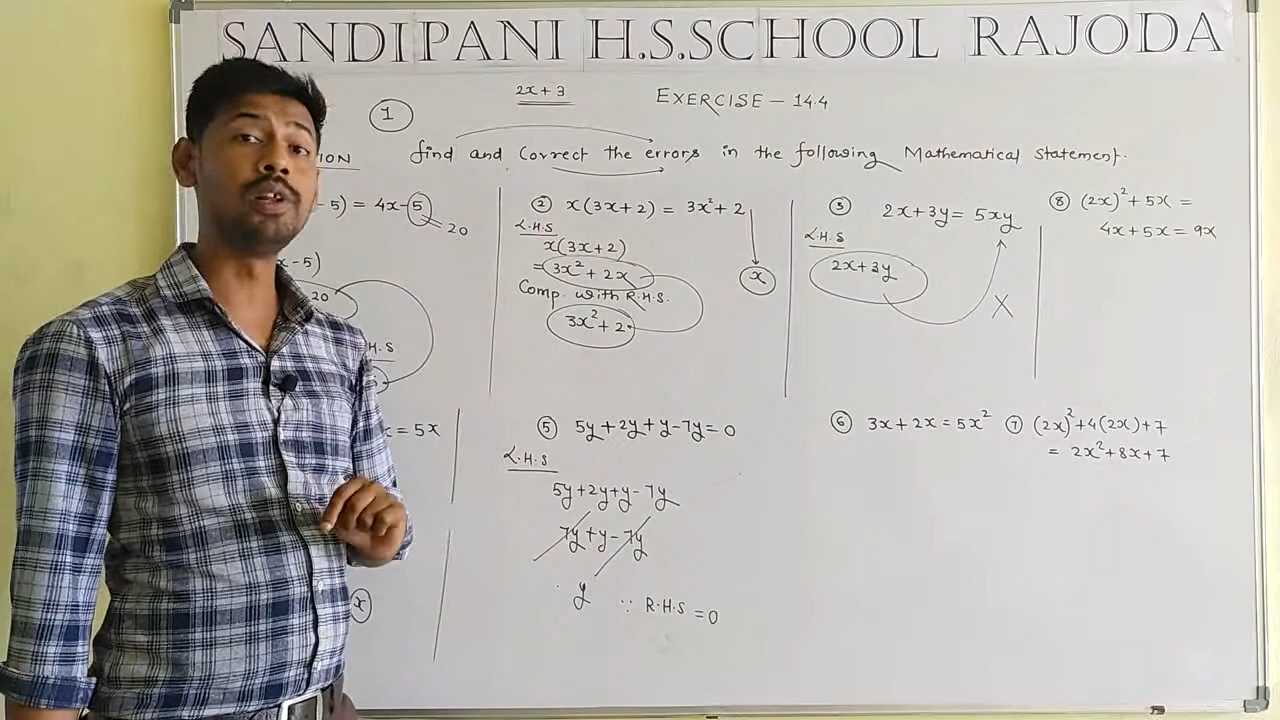 SANDIPANI H.S.SCHOOL RAJODA
2x + 3
EXERCISE - 14.4
1
ION
find and Correct the errors in the following Mathematical Statement.
- 5) = 4x - 5
20
x - 5)
20
H.S
② x(3x + 2) = 3x² + 2
L.H.S
x(3x + 2)
= 3x² + 2x
Comp. with R.H.S.
3x² + 2
x
③ 2x + 3y = 5xy
L.H.S
2x + 3y
X
⑧ (2x)² + 5x =
4x + 5x = 9x
= 5x
x
⑤ 5y + 2y + y - 7y = 0
L.H.S
5y + 2y + y - 7y
7y + y - 7y
y ∵ R.H.S = 0
⑥ 3x + 2x = 5x²
⑦ (2x)² + 4(2x) + 7
= 2x² + 8x + 7